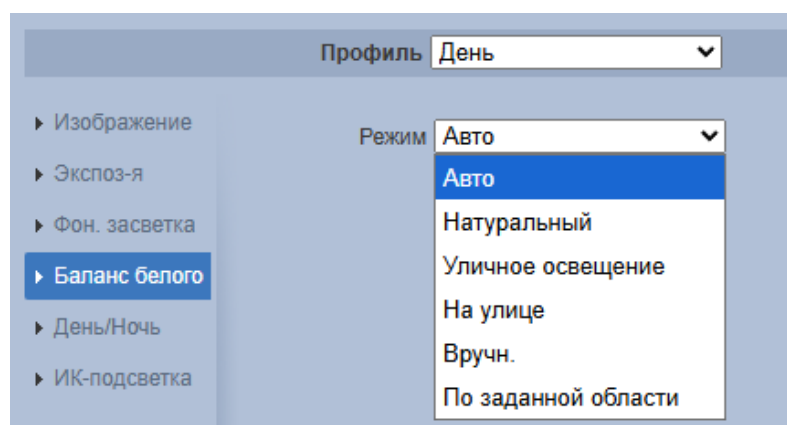 Профиль День
Изображение
Режим Авто
Экспоз-я
Авто
Фон. засветка
Натуральный
Баланс белого
Уличное освещение
На улице
День/Ночь
Вручн.
ИК-подсветка
По заданной области